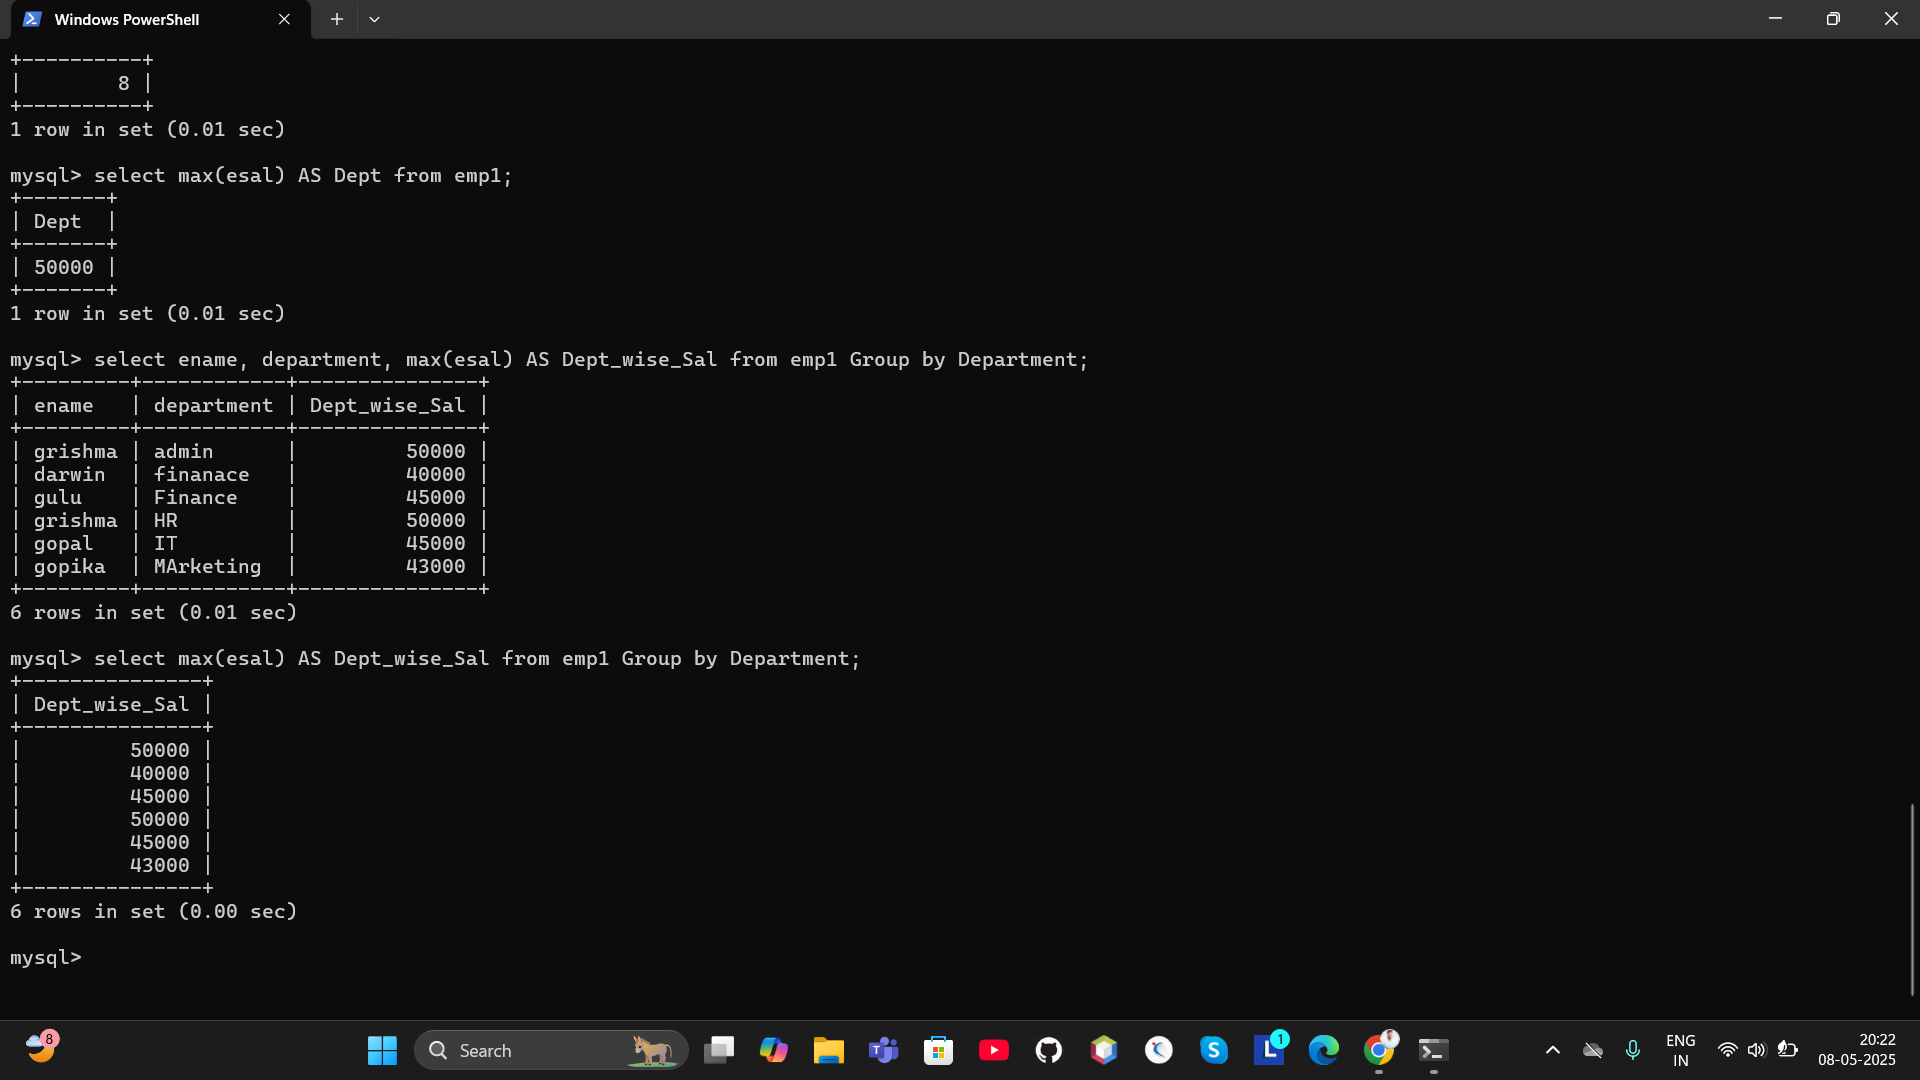 Windows PowerShell
+----------+
|        8 |
+----------+
1 row in set (0.01 sec)
mysql> select max(esal) AS Dept from emp1;
+-------+
| Dept  |
+-------+
| 50000 |
+-------+
1 row in set (0.01 sec)
mysql> select ename, department, max(esal) AS Dept_wise_Sal from emp1 Group by Department;
+---------+------------+---------------+
| ename   | department | Dept_wise_Sal |
+---------+------------+---------------+
| grishma | admin      |         50000 |
| darwin  | finanace   |         40000 |
| gulu    | Finance    |         45000 |
| grishma | HR         |         50000 |
| gopal   | IT         |         45000 |
| gopika  | MArketing  |         43000 |
+---------+------------+---------------+
6 rows in set (0.01 sec)
mysql> select max(esal) AS Dept_wise_Sal from emp1 Group by Department;
+---------------+
| Dept_wise_Sal |
+---------------+
|         50000 |
|         40000 |
|         45000 |
|         50000 |
|         45000 |
|         43000 |
+---------------+
6 rows in set (0.00 sec)
mysql>
8
Search
T
S
L
1
ENG
IN
20:22
08-05-2025